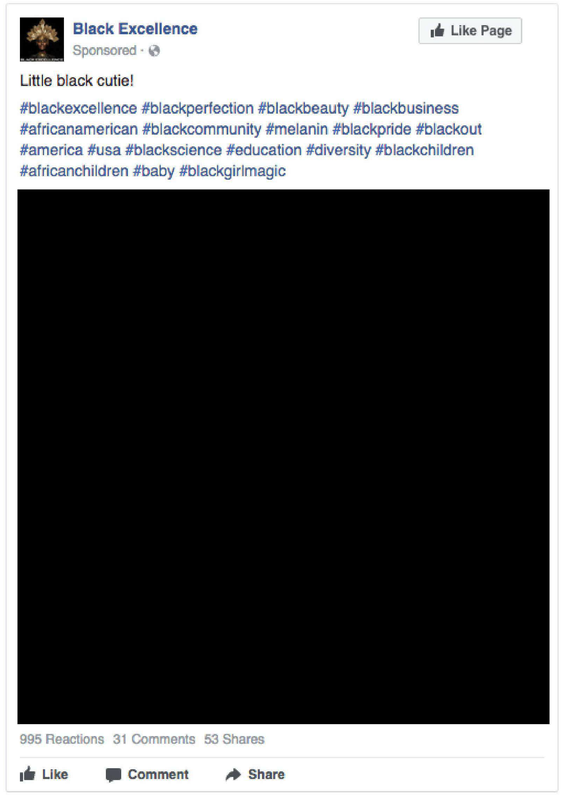 Black Excellence
Sponsored ·
Like Page
Little black cutie!
#blackexcellence #blackperfection #blackbeauty #blackbusiness
#africanamerican #blackcommunity #melanin #blackpride #blackout
#america #usa #blackscience #education #diversity #blackchildren
#africanchildren #baby #blackgirlmagic
995 Reactions 31 Comments 53 Shares
Like Comment Share